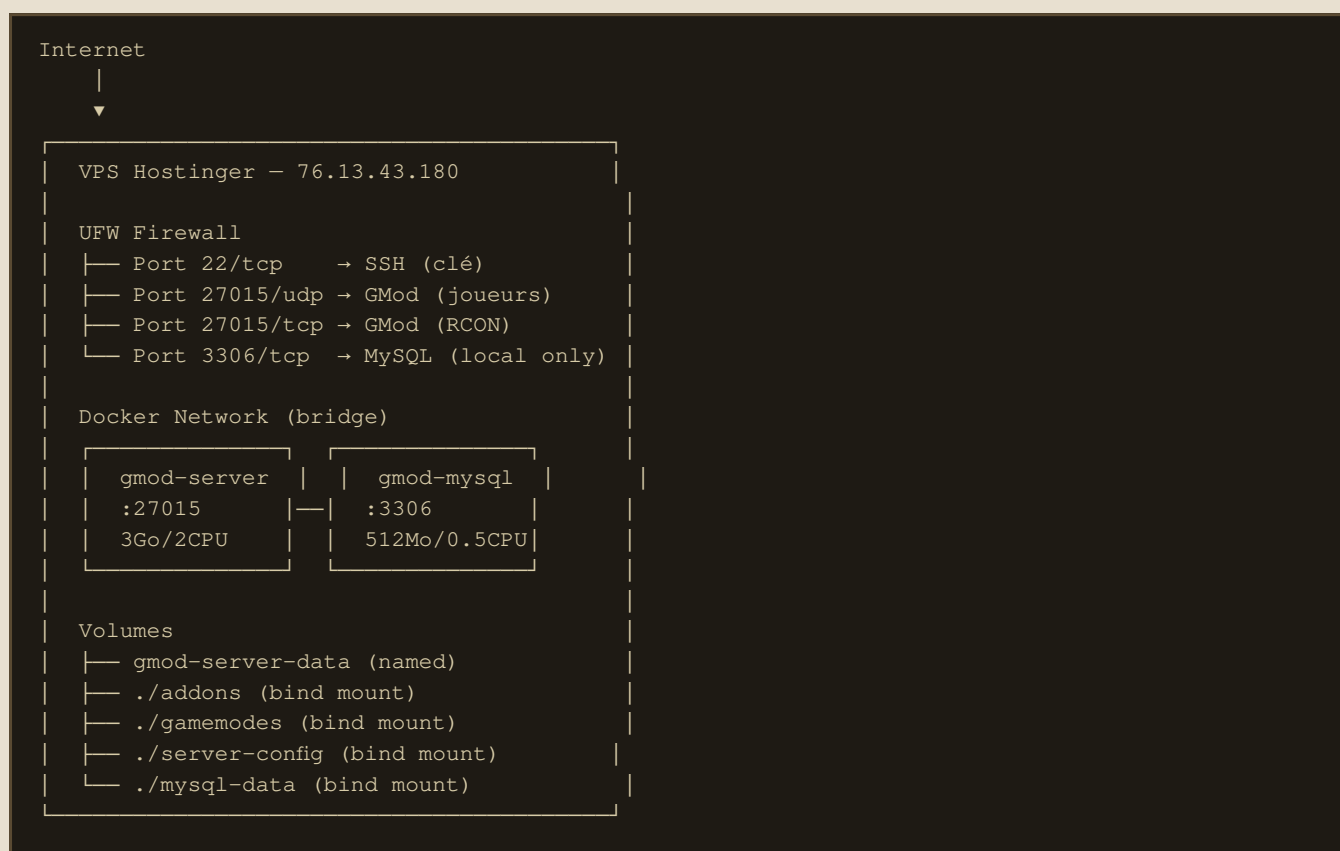 Internet
│
▼
┌─────────────────────────────────────────┐
│  VPS Hostinger — 76.13.43.180           │
│                                          │
│  UFW Firewall                            │
│  ├── Port 22/tcp    → SSH (clé)          │
│  ├── Port 27015/udp → GMod (joueurs)     │
│  ├── Port 27015/tcp → GMod (RCON)        │
│  └── Port 3306/tcp  → MySQL (local only) │
│                                          │
│  Docker Network (bridge)                 │
│  ┌──────────────┐  ┌──────────────┐      │
│  │  gmod-server  │  │  gmod-mysql  │      │
│  │  :27015      │──│  :3306       │      │
│  │  3Go/2CPU    │  │  512Mo/0.5CPU│      │
│  └──────────────┘  └──────────────┘      │
│                                          │
│  Volumes                                 │
│  ├── gmod-server-data (named)            │
│  ├── ./addons (bind mount)               │
│  ├── ./gamemodes (bind mount)            │
│  ├── ./server-config (bind mount)        │
│  └── ./mysql-data (bind mount)           │
└─────────────────────────────────────────┘